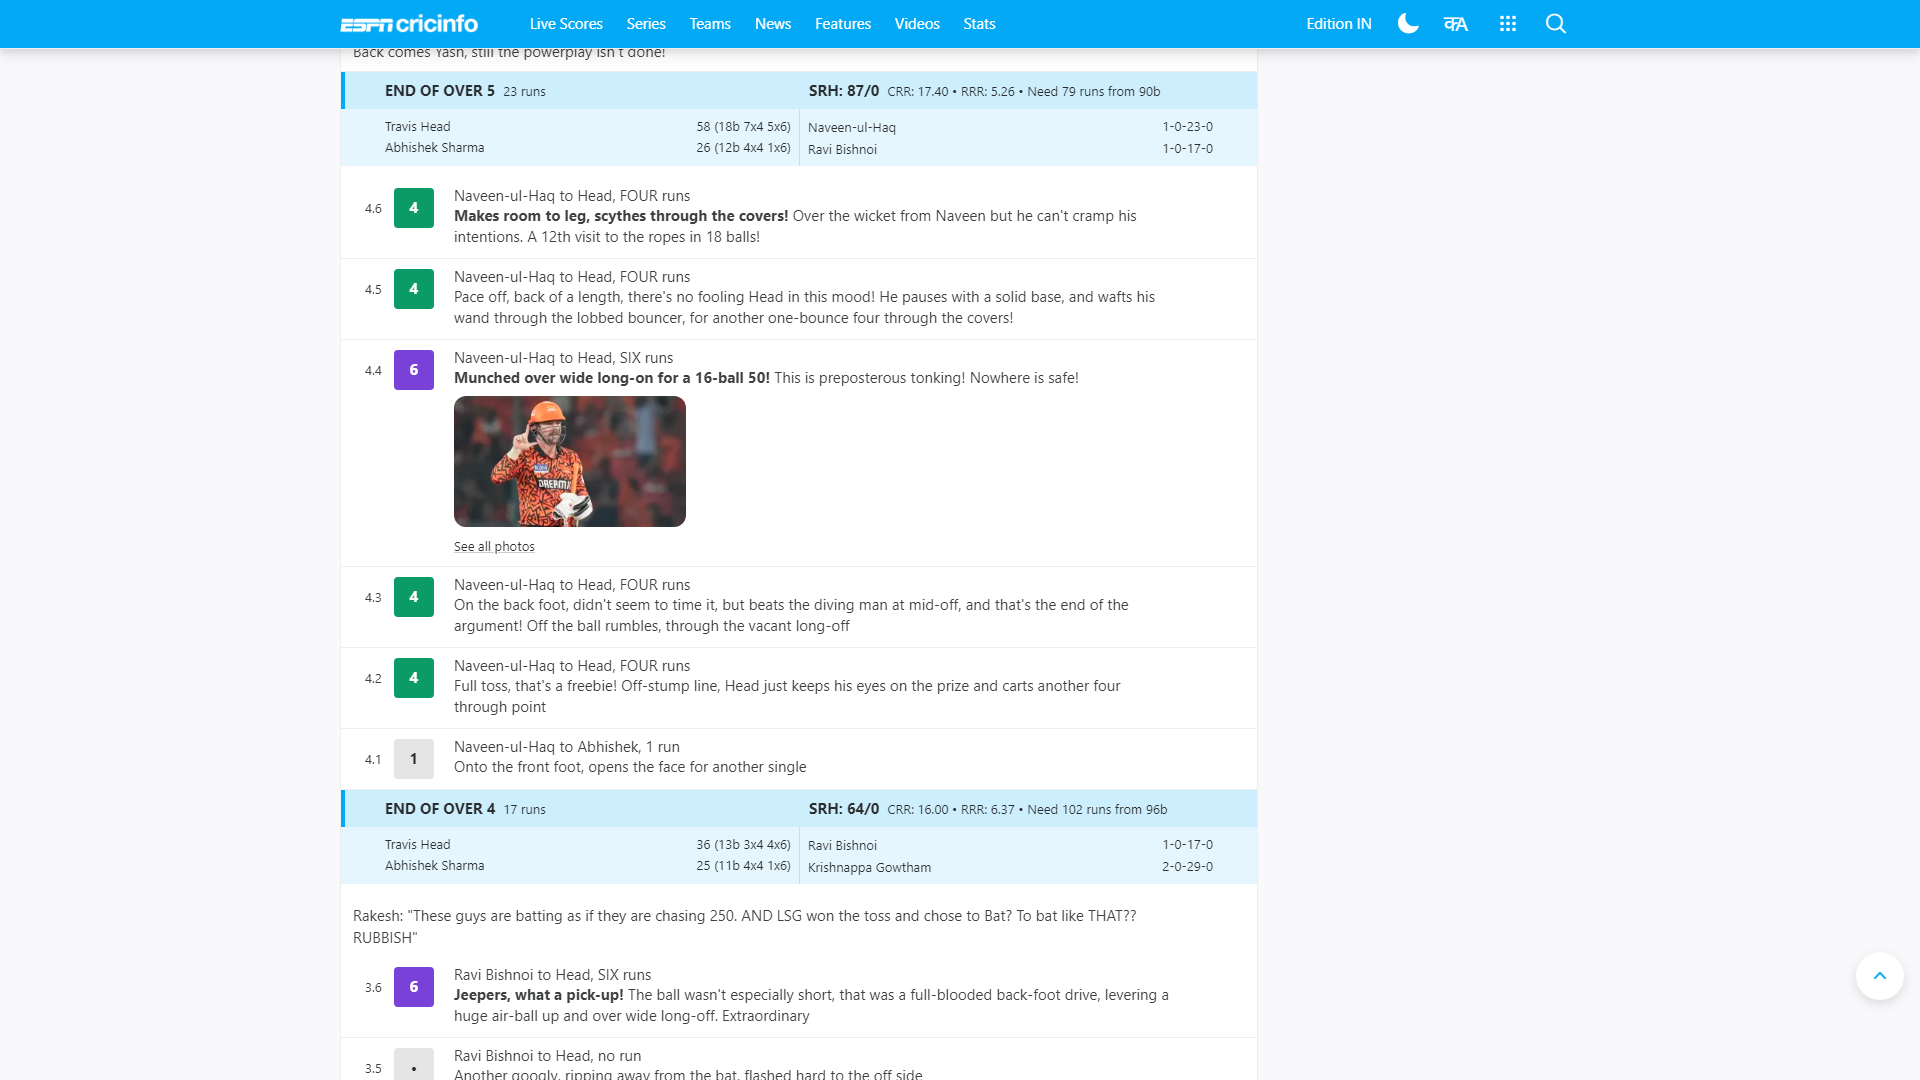 ESPN cricinfo Live Scores Series Teams News Features Videos Stats Edition IN क A
Back comes Yash, still the powerplay isn't done!
END OF OVER 5 23 runs SRH: 87/0 CRR: 17.40 • RRR: 5.26 • Need 79 runs from 90b
Travis Head 58 (18b 7x4 5x6) Naveen-ul-Haq 1-0-23-0
Abhishek Sharma 26 (12b 4x4 1x6) Ravi Bishnoi 1-0-17-0
4.6 4 Naveen-ul-Haq to Head, FOUR runs
Makes room to leg, scythes through the covers! Over the wicket from Naveen but he can't cramp his
intentions. A 12th visit to the ropes in 18 balls!
4.5 4 Naveen-ul-Haq to Head, FOUR runs
Pace off, back of a length, there's no fooling Head in this mood! He pauses with a solid base, and wafts his
wand through the lobbed bouncer, for another one-bounce four through the covers!
4.4 6 Naveen-ul-Haq to Head, SIX runs
Munched over wide long-on for a 16-ball 50! This is preposterous tonking! Nowhere is safe!
DREAM11
See all photos
4.3 4 Naveen-ul-Haq to Head, FOUR runs
On the back foot, didn't seem to time it, but beats the diving man at mid-off, and that's the end of the
argument! Off the ball rumbles, through the vacant long-off
4.2 4 Naveen-ul-Haq to Head, FOUR runs
Full toss, that's a freebie! Off-stump line, Head just keeps his eyes on the prize and carts another four
through point
4.1 1 Naveen-ul-Haq to Abhishek, 1 run
Onto the front foot, opens the face for another single
END OF OVER 4 17 runs SRH: 64/0 CRR: 16.00 • RRR: 6.37 • Need 102 runs from 96b
Travis Head 36 (13b 3x4 4x6) Ravi Bishnoi 1-0-17-0
Abhishek Sharma 25 (11b 4x4 1x6) Krishnappa Gowtham 2-0-29-0
Rakesh: "These guys are batting as if they are chasing 250. AND LSG won the toss and chose to Bat? To bat like THAT??
RUBBISH"
3.6 6 Ravi Bishnoi to Head, SIX runs
Jeepers, what a pick-up! The ball wasn't especially short, that was a full-blooded back-foot drive, levering a
huge air-ball up and over wide long-off. Extraordinary
3.5 • Ravi Bishnoi to Head, no run
Another googly, ripping away from the bat, flashed hard to the off side